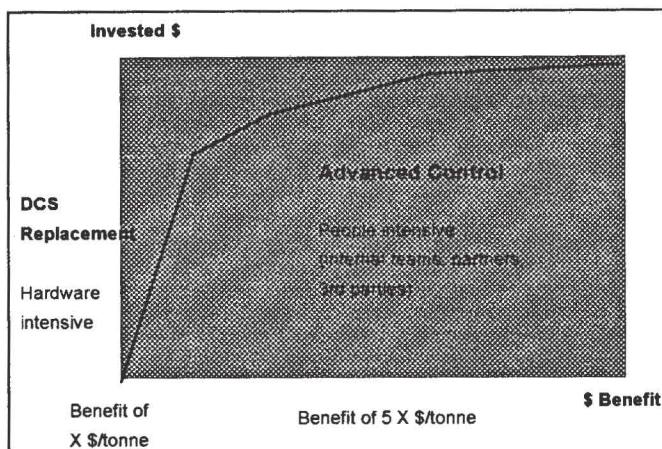 Invested $
Advanced Control
DCS
Replacement
People intensive
(internal teams, partners,
3rd parties)
Hardware
intensive
$ Benefit
Benefit of
X $/tonne
Benefit of 5 X $/tonne